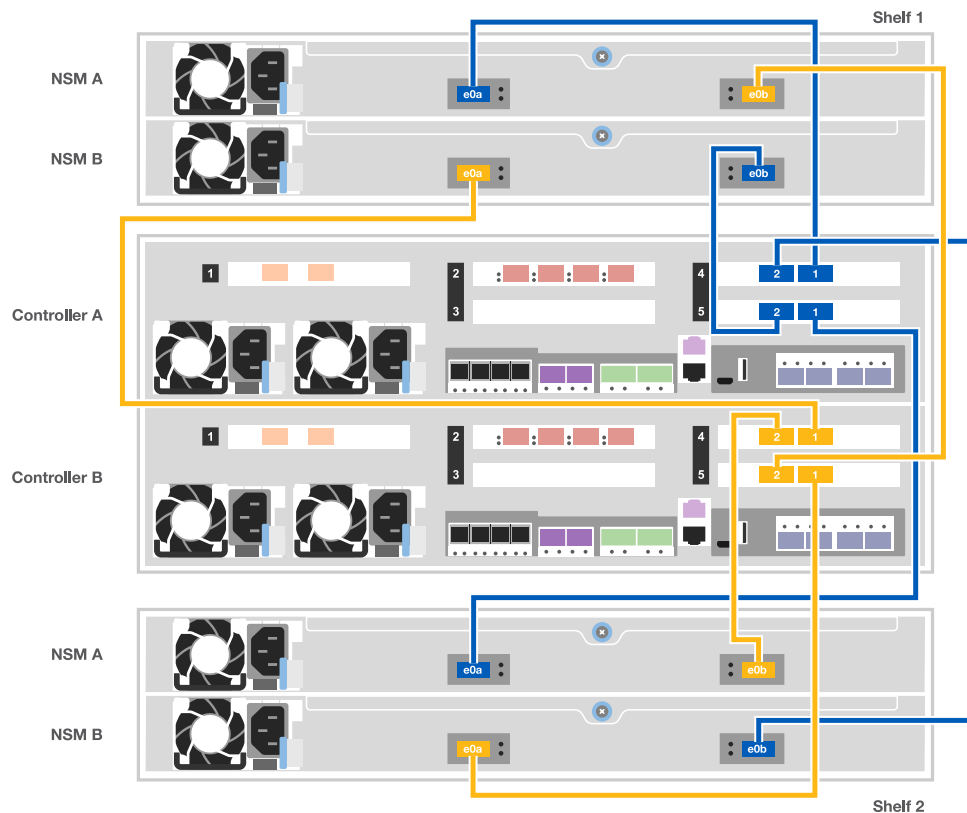 Shelf 1
NSM A
e0a e0b
NSM B
e0a e0b
1 2 4 2 1
Controller A
3 5 2 1
1 2 4 2 1
Controller B
3 5 2 1
NSM A
e0a e0b
NSM B
e0a e0b
Shelf 2